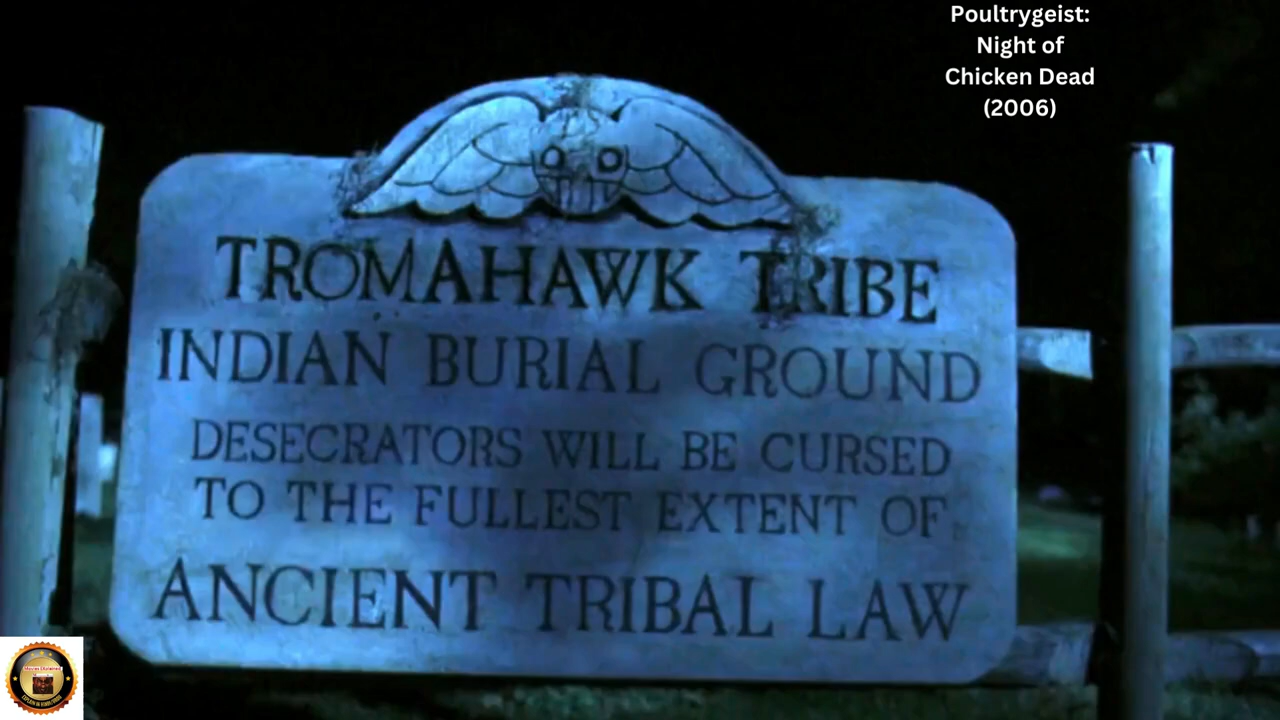 Poultrygeist:
Night of
Chicken Dead
(2006)
TROMAHAWK TRIBE
INDIAN BURIAL GROUND
DESECRATORS WILL BE CURSED
TO THE FULLEST EXTENT OF
ANCIENT TRIBAL LAW